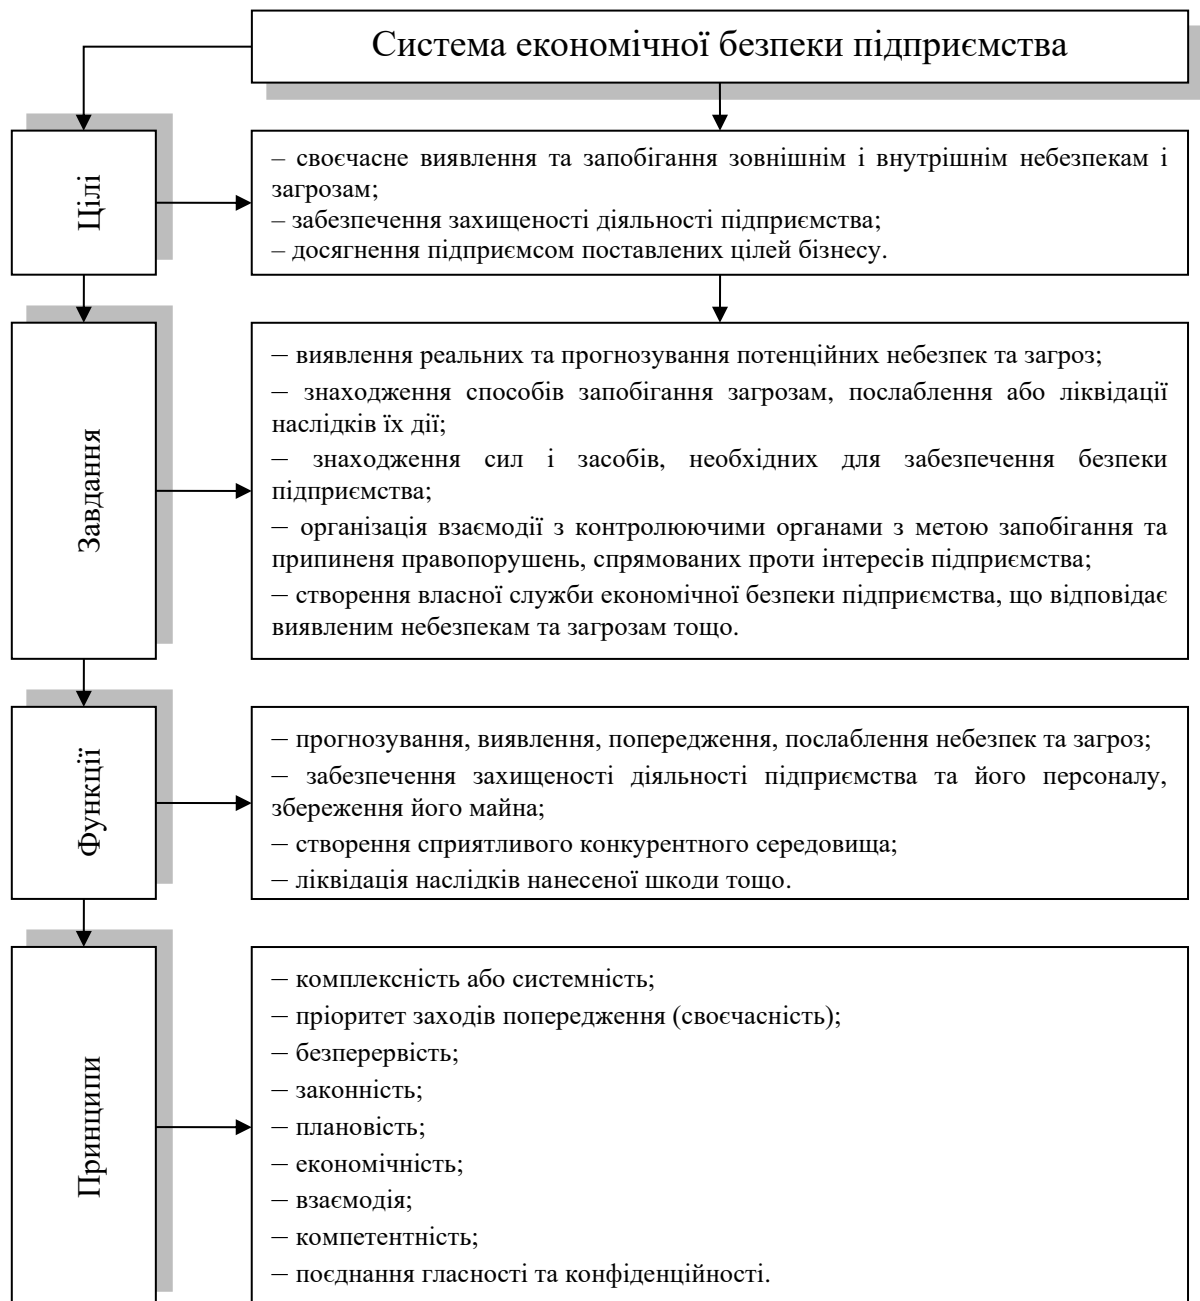 Система економічної безпеки підприємства
Цілі
– своєчасне виявлення та запобігання зовнішнім і внутрішнім небезпекам і
загрозам;
– забезпечення захищеності діяльності підприємства;
– досягнення підприємсом поставлених цілей бізнесу.
Завдання
– виявлення реальних та прогнозування потенційних небезпек та загроз;
– знаходження способів запобігання загрозам, послаблення або ліквідації
наслідків їх дії;
– знаходження сил і засобів, необхідних для забезпечення безпеки
підприємства;
– організація взаємодії з контролюючими органами з метою запобігання та
припиненя правопорушень, спрямованих проти інтересів підприємства;
– створення власної служби економічної безпеки підприємства, що відповідає
виявленим небезпекам та загрозам тощо.
Функції
– прогнозування, виявлення, попередження, послаблення небезпек та загроз;
– забезпечення захищеності діяльності підприємства та його персоналу,
збереження його майна;
– створення сприятливого конкурентного середовища;
– ліквідація наслідків нанесеної шкоди тощо.
Принципи
– комплексність або системність;
– пріоритет заходів попередження (своєчасність);
– безперервість;
– законність;
– плановість;
– економічність;
– взаємодія;
– компетентність;
– поєднання гласності та конфіденційності.